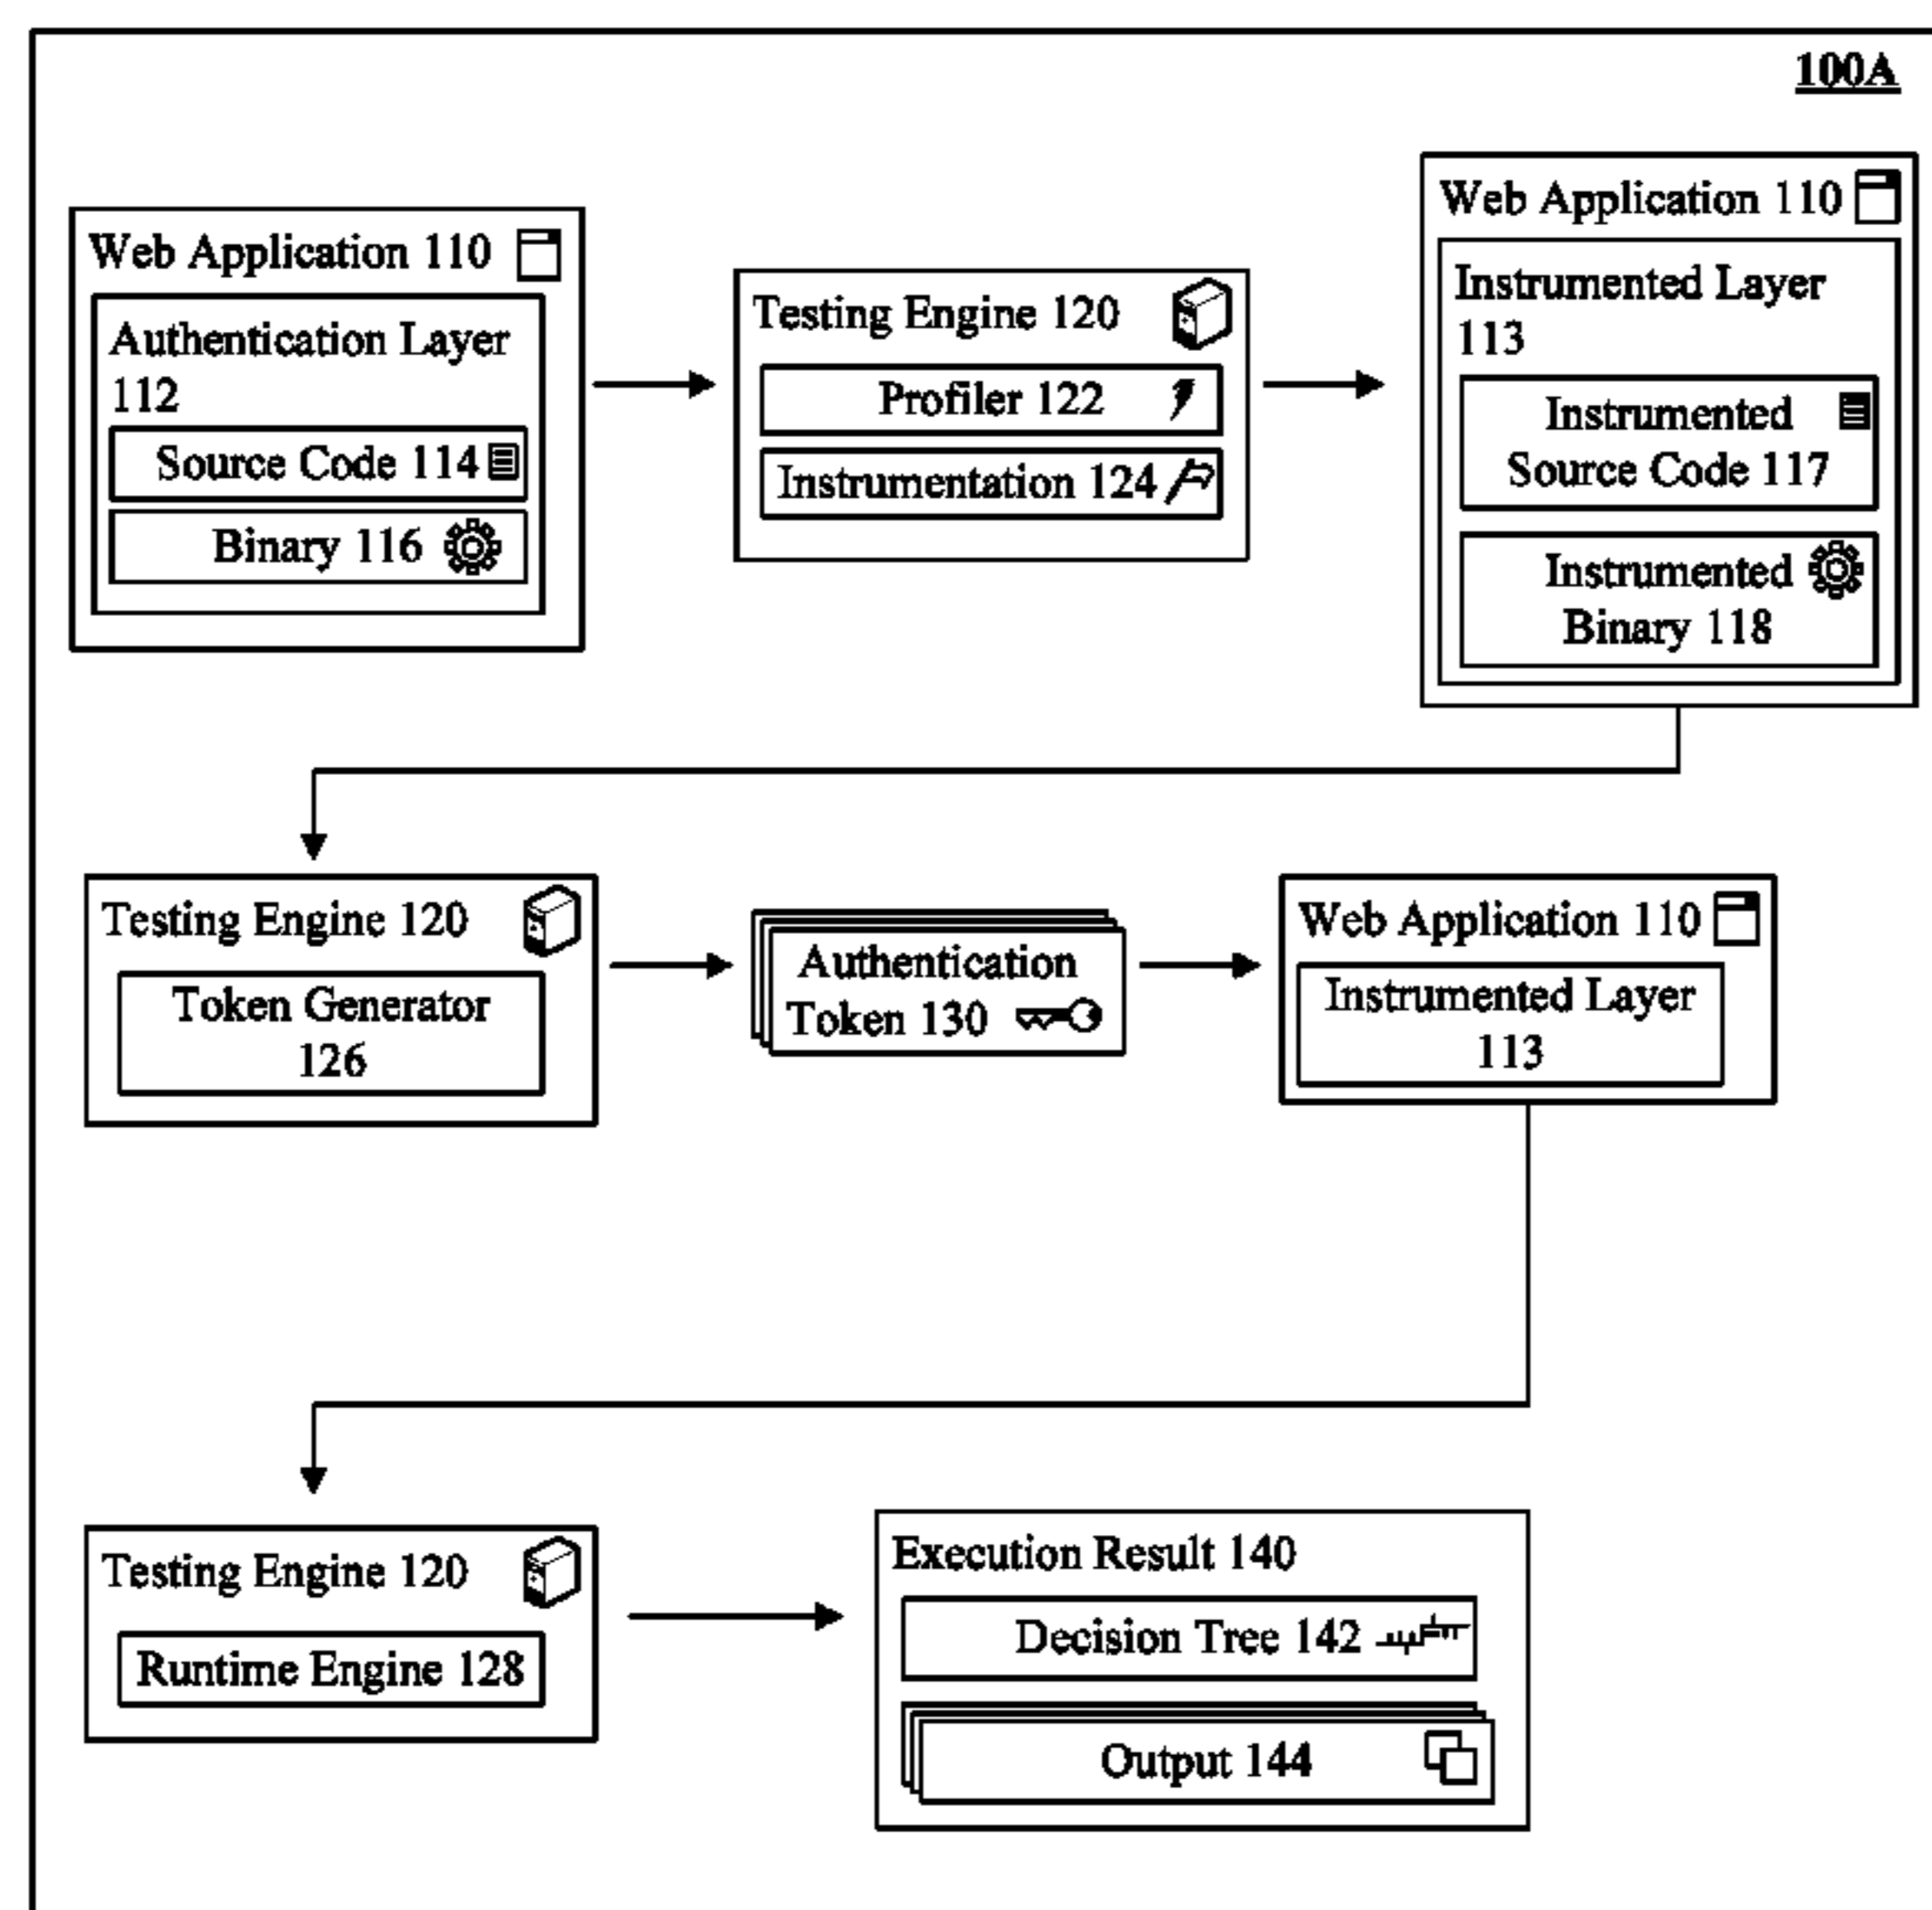 100A
Web Application 110
Authentication Layer
112
Source Code 114
Binary 116
Testing Engine 120
Profiler 122
Instrumentation 124
Web Application 110
Instrumented Layer
113
Instrumented
Source Code 117
Instrumented
Binary 118
Testing Engine 120
Token Generator
126
Authentication
Token 130
Web Application 110
Instrumented Layer
113
Testing Engine 120
Runtime Engine 128
Execution Result 140
Decision Tree 142
Output 144